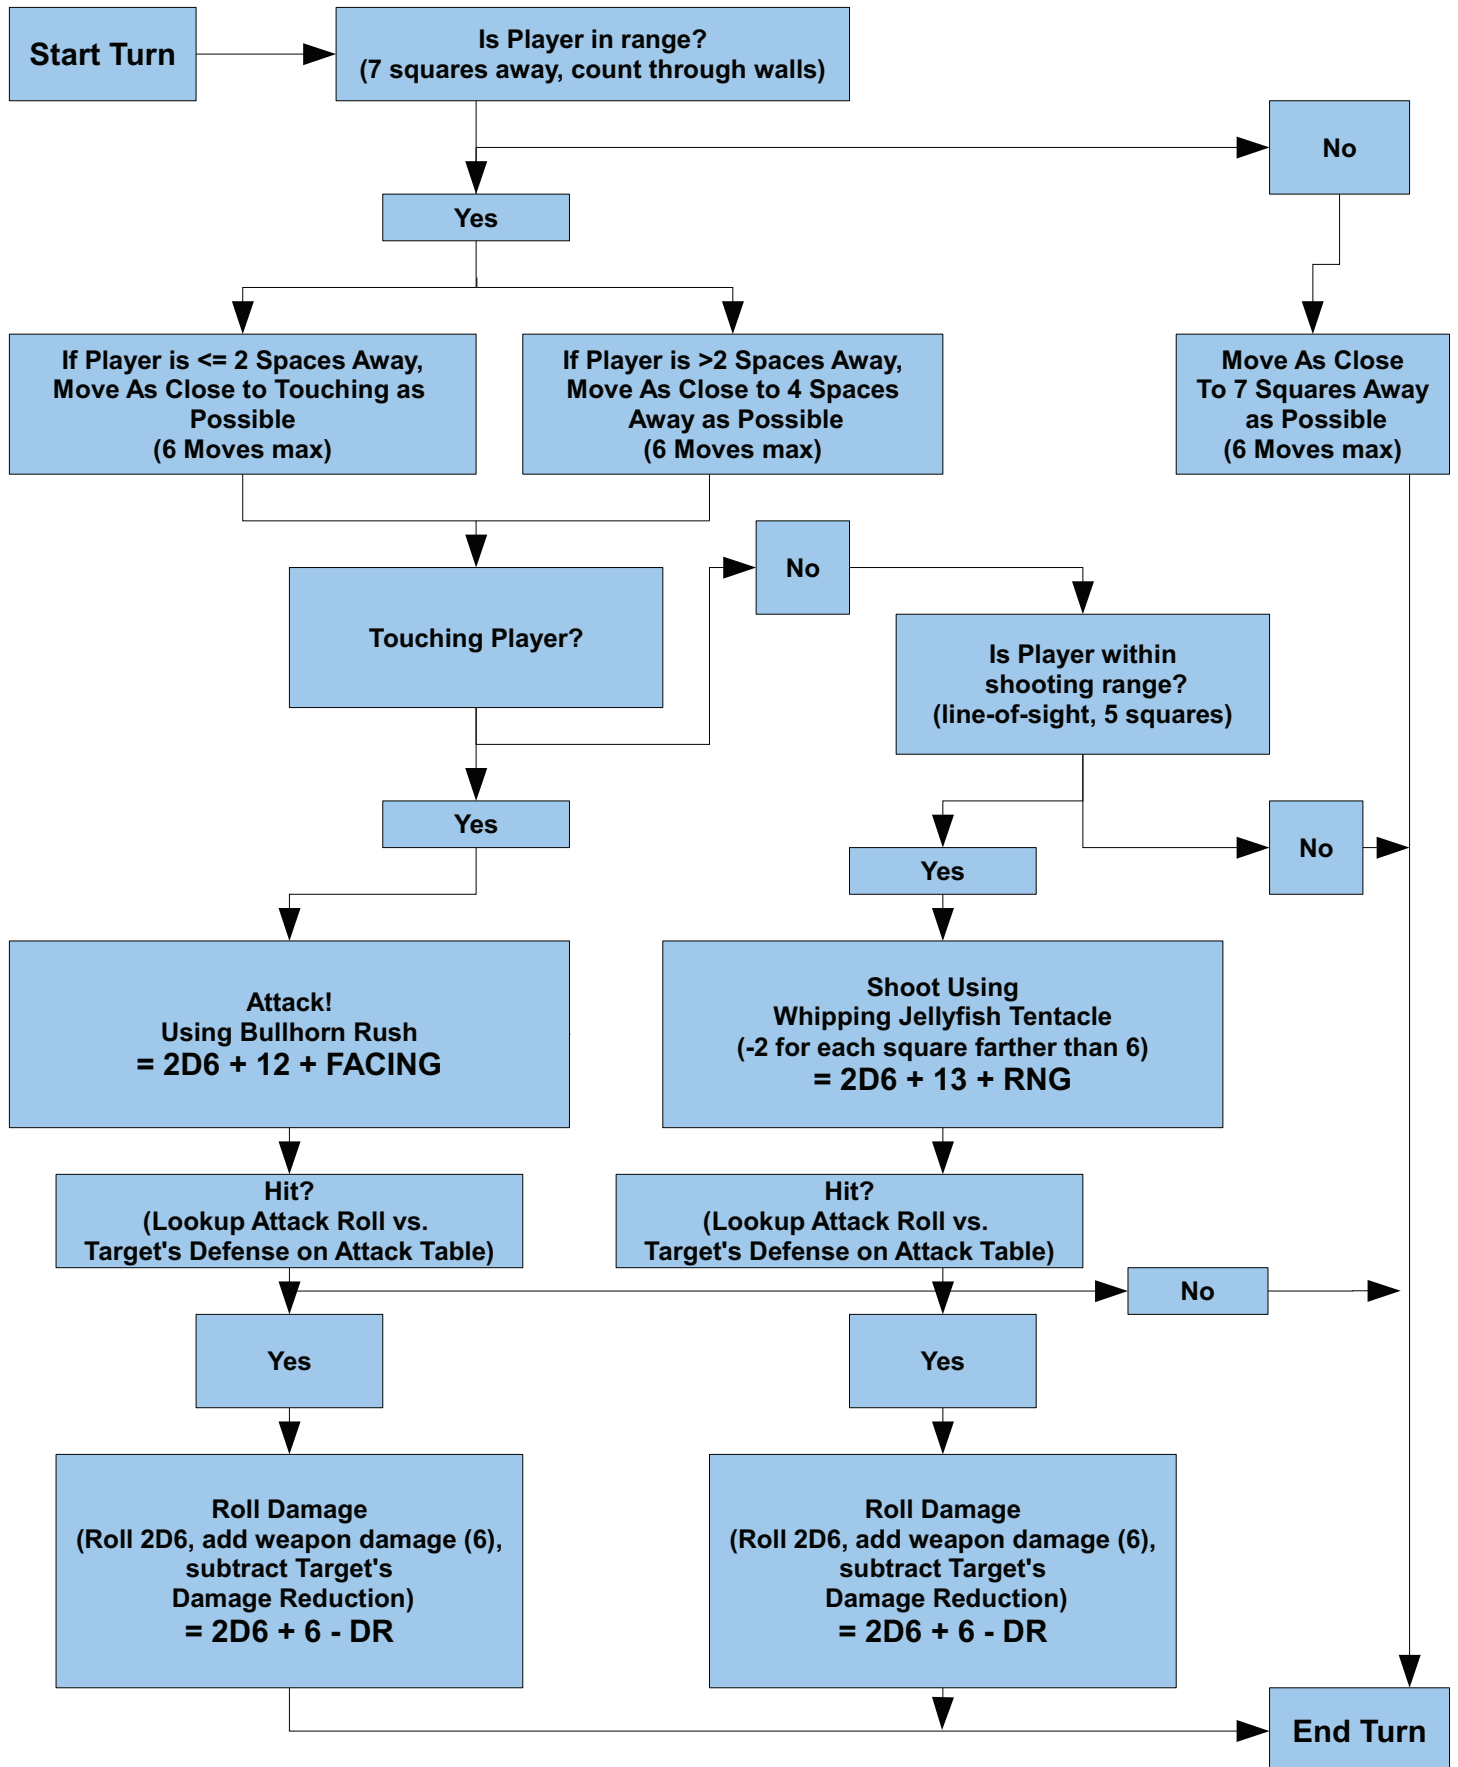 Start Turn
Is Player in range?
(7 squares away, count through walls)
No
Yes
If Player is <= 2 Spaces Away,
Move As Close to Touching as
Possible
(6 Moves max)
If Player is >2 Spaces Away,
Move As Close to 4 Spaces
Away as Possible
(6 Moves max)
Move As Close
To 7 Squares Away
as Possible
(6 Moves max)
No
Touching Player?
Is Player within
shooting range?
(line-of-sight, 5 squares)
Yes
No
Yes
Attack!
Using Bullhorn Rush
= 2D6 + 12 + FACING
Shoot Using
Whipping Jellyfish Tentacle
(-2 for each square farther than 6)
= 2D6 + 13 + RNG
Hit?
(Lookup Attack Roll vs.
Target's Defense on Attack Table)
Hit?
(Lookup Attack Roll vs.
Target's Defense on Attack Table)
No
Yes
Yes
Roll Damage
(Roll 2D6, add weapon damage (6),
subtract Target's
Damage Reduction)
= 2D6 + 6 - DR
Roll Damage
(Roll 2D6, add weapon damage (6),
subtract Target's
Damage Reduction)
= 2D6 + 6 - DR
End Turn